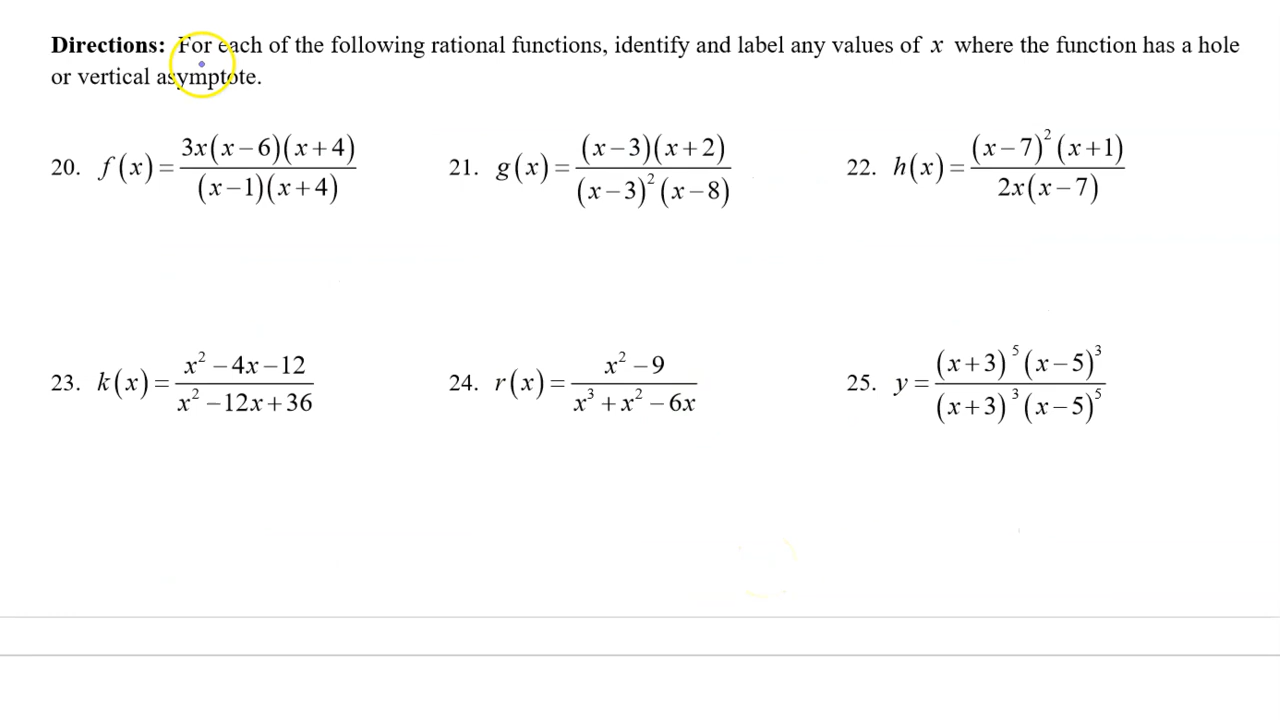 Directions: For each of the following rational functions, identify and label any values of x where the function has a hole
or vertical asymptote.
20. f(x) = 3x(x−6)(x+4) / (x−1)(x+4)
21. g(x) = (x−3)(x+2) / (x−3)²(x−8)
22. h(x) = (x−7)²(x+1) / 2x(x−7)
23. k(x) = x²−4x−12 / x²−12x+36
24. r(x) = x²−9 / x³+x²−6x
25. y = (x+3)⁵(x−5)³ / (x+3)³(x−5)⁵